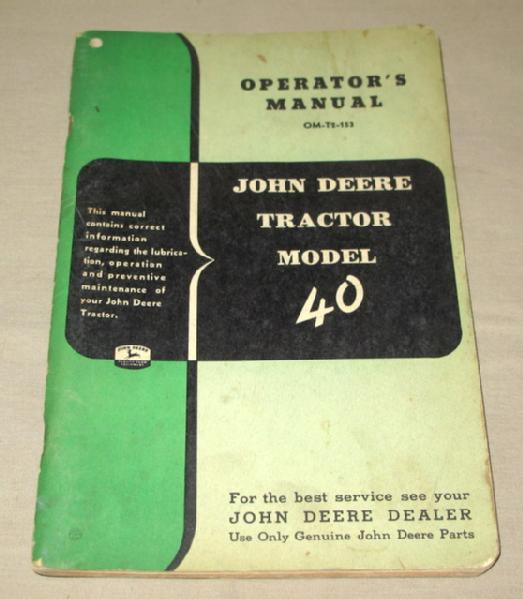 OPERATOR'S
MANUAL
OM-T2-153
JOHN DEERE
TRACTOR
MODEL
40
This manual
contains correct
information
regarding the lubrica-
tion, operation
and preventive
maintenance of
your John Deere
Tractor.
JOHN DEERE
For the best service see your
JOHN DEERE DEALER
Use Only Genuine John Deere Parts